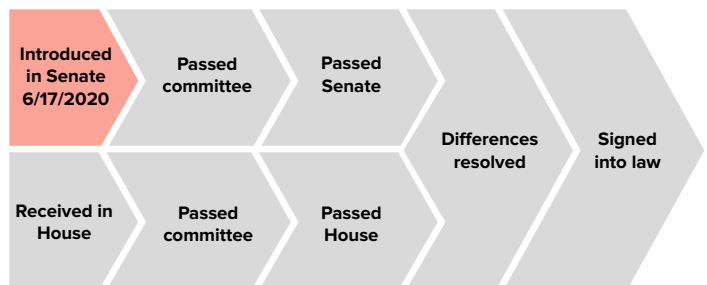 Introduced
in Senate
6/17/2020
Passed
committee
Passed
Senate
Differences
resolved
Signed
into law
Received in
House
Passed
committee
Passed
House